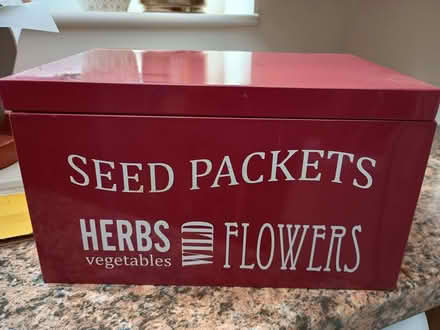 SEED PACKETS
HERBS WILD FLOWERS
vegetables